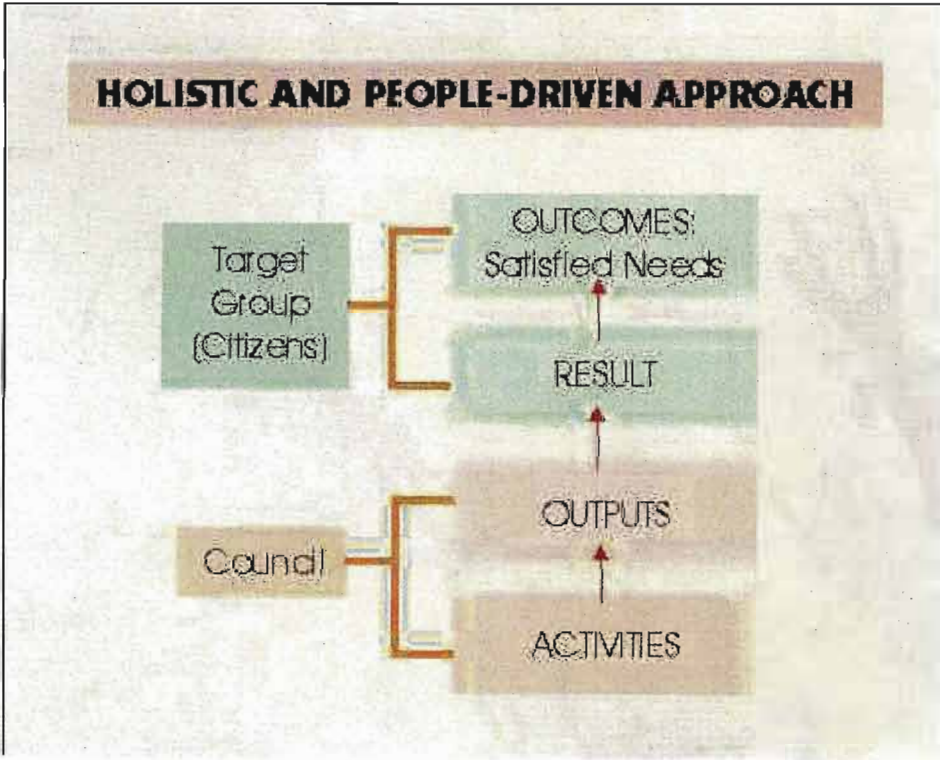 HOLISTIC AND PEOPLE-DRIVEN APPROACH
Target
Group
(Citizens)
OUTCOMES:
Satisfied Needs
RESULT
Council
OUTPUTS
ACTIVITIES